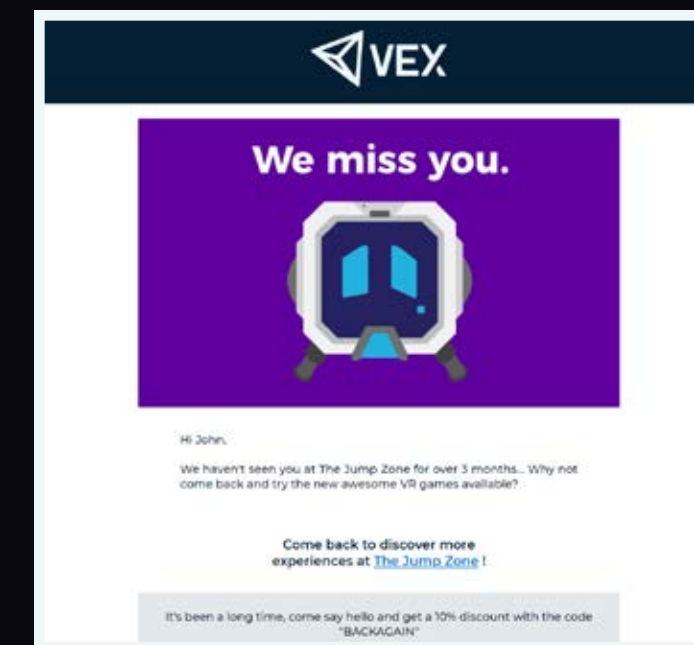 VEX
We miss you.
Hi John,
We haven't seen you at The Jump Zone for over 3 months... Why not
come back and try the new awesome VR games available?
Come back to discover more
experiences at The Jump Zone !
It's been a long time, come say hello and get a 10% discount with the code
"BACKAGAIN"